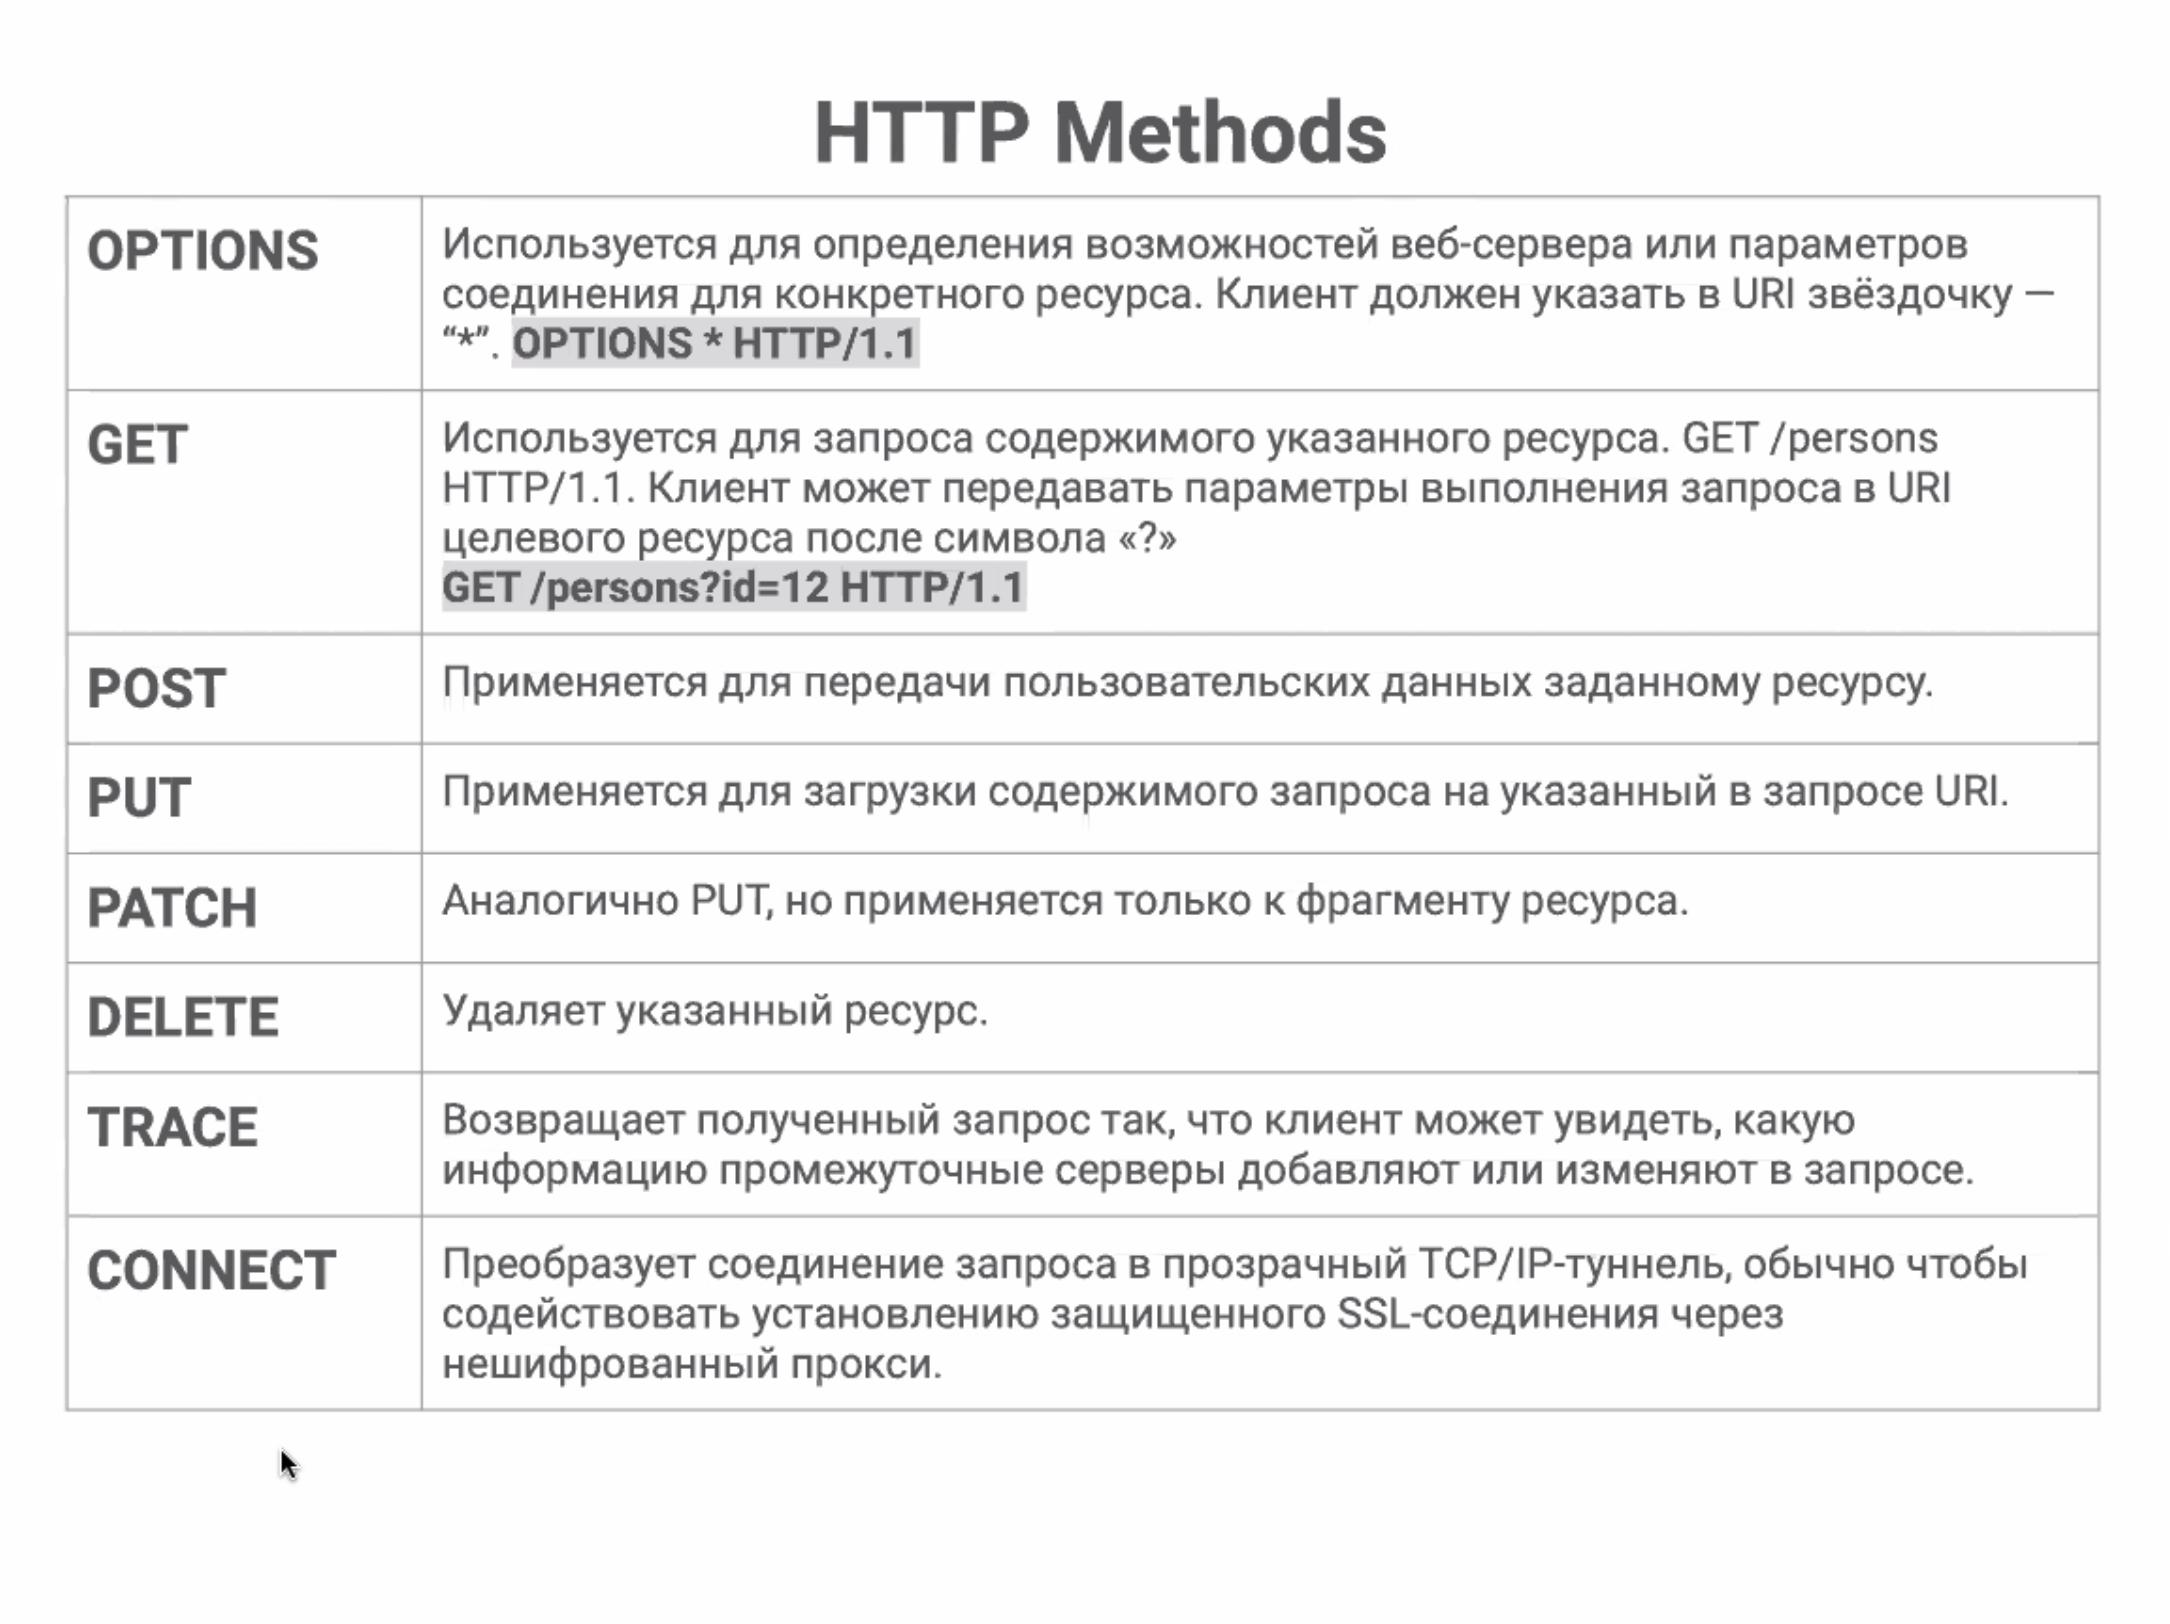 HTTP Methods
OPTIONS
Используется для определения возможностей веб-сервера или параметров
соединения для конкретного ресурса. Клиент должен указать в URI звёздочку —
“*”. OPTIONS * HTTP/1.1
GET
Используется для запроса содержимого указанного ресурса. GET /persons
HTTP/1.1. Клиент может передавать параметры выполнения запроса в URI
целевого ресурса после символа «?»
GET /persons?id=12 HTTP/1.1
POST
Применяется для передачи пользовательских данных заданному ресурсу.
PUT
Применяется для загрузки содержимого запроса на указанный в запросе URI.
PATCH
Аналогично PUT, но применяется только к фрагменту ресурса.
DELETE
Удаляет указанный ресурс.
TRACE
Возвращает полученный запрос так, что клиент может увидеть, какую
информацию промежуточные серверы добавляют или изменяют в запросе.
CONNECT
Преобразует соединение запроса в прозрачный TCP/IP-туннель, обычно чтобы
содействовать установлению защищенного SSL-соединения через
нешифрованный прокси.